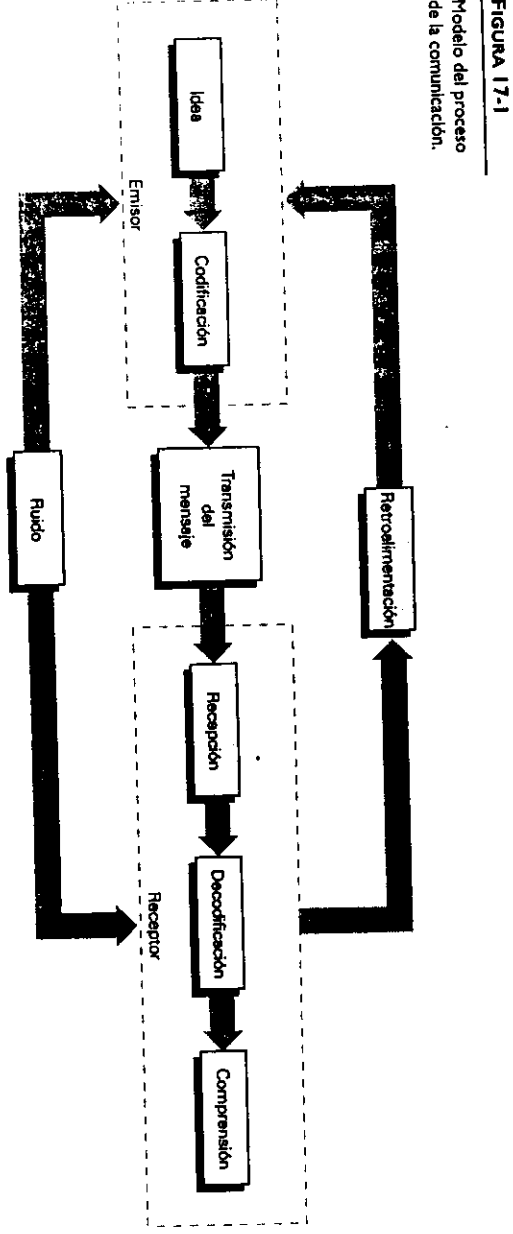 FIGURA 17-1
Modelo del proceso
de la comunicación.
Retroalimentación
Idea
Codificación
Emisor
Transmisión
del
mensaje
Recepción
Decodificación
Comprensión
Receptor
Ruido